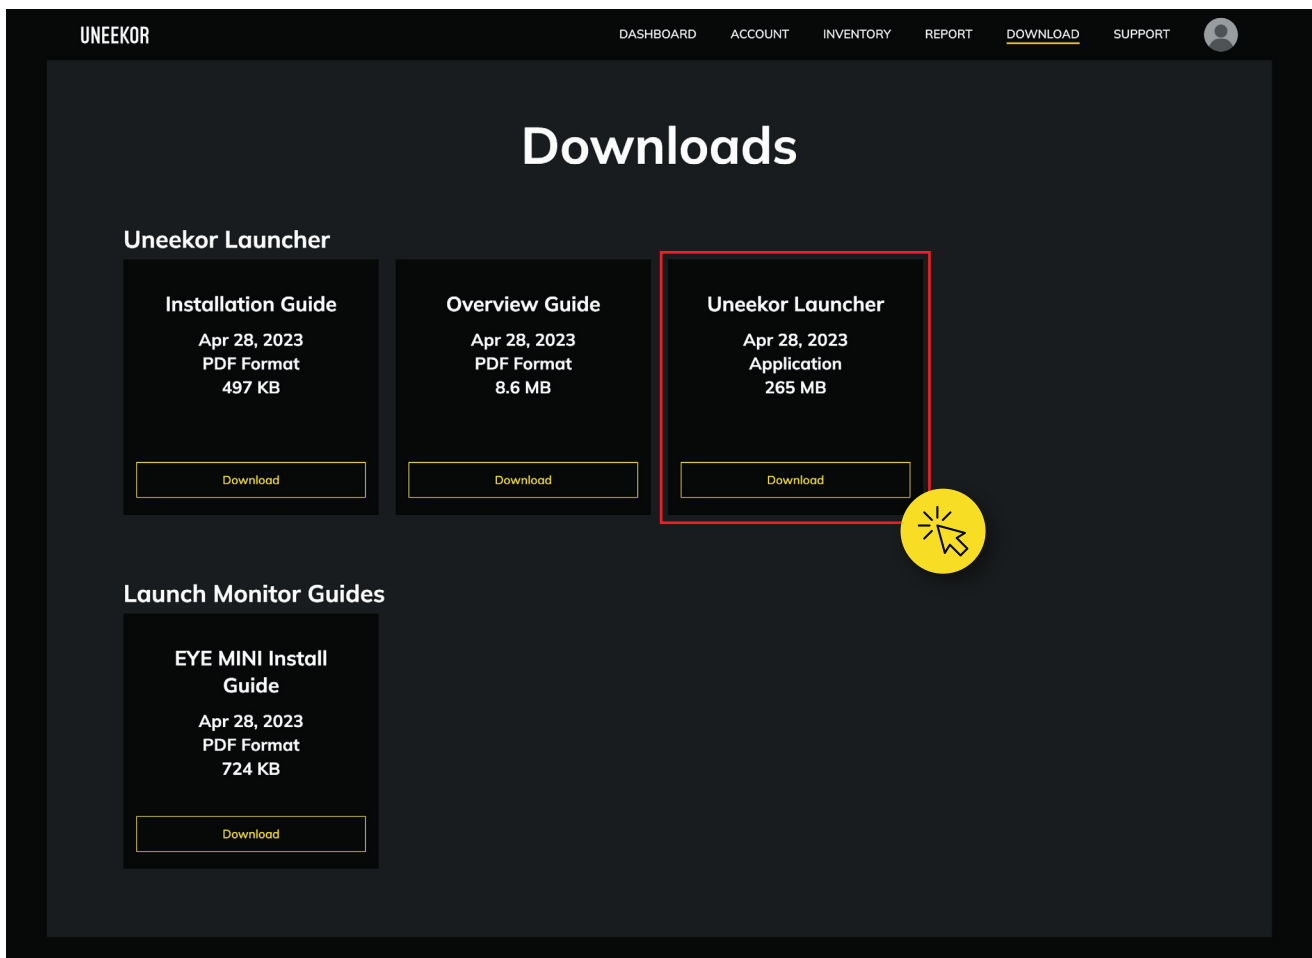 UNEEKOR
DASHBOARD ACCOUNT INVENTORY REPORT DOWNLOAD SUPPORT
Downloads
Uneekor Launcher
Installation Guide
Apr 28, 2023
PDF Format
497 KB
Download
Overview Guide
Apr 28, 2023
PDF Format
8.6 MB
Download
Uneekor Launcher
Apr 28, 2023
Application
265 MB
Download
Launch Monitor Guides
EYE MINI Install
Guide
Apr 28, 2023
PDF Format
724 KB
Download